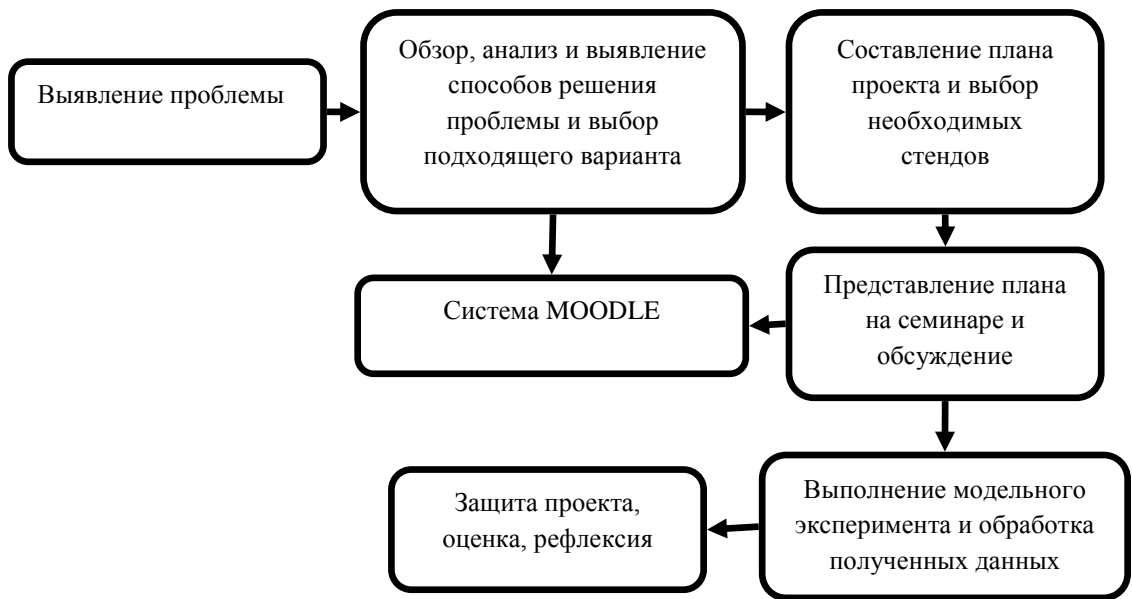 Выявление проблемы
Обзор, анализ и выявление
способов решения
проблемы и выбор
подходящего варианта
Составление плана
проекта и выбор
необходимых
стендов
Система MOODLE
Представление плана
на семинаре и
обсуждение
Защита проекта,
оценка, рефлексия
Выполнение модельного
эксперимента и обработка
полученных данных